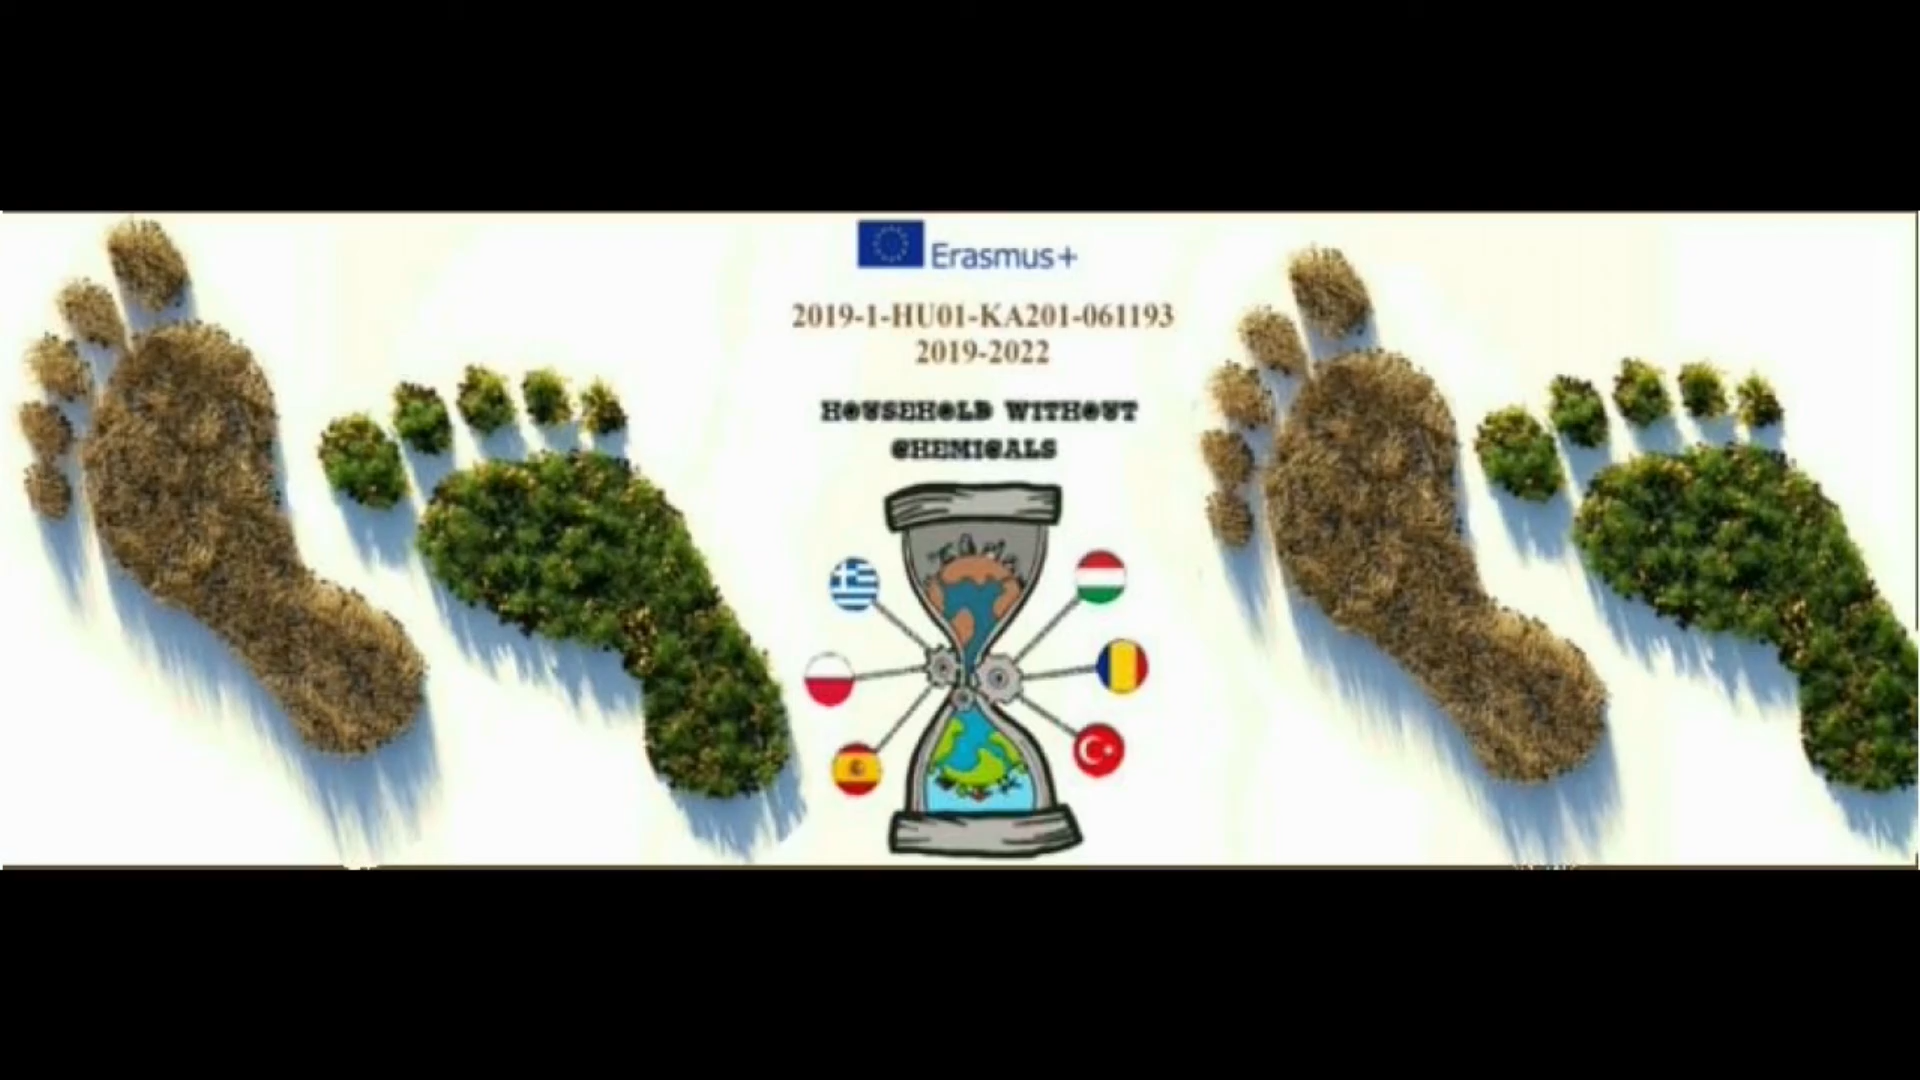 Erasmus+
2019-1-HU01-KA201-061193
2019-2022
HOUSEHOLD WITHOUT
CHEMICALS